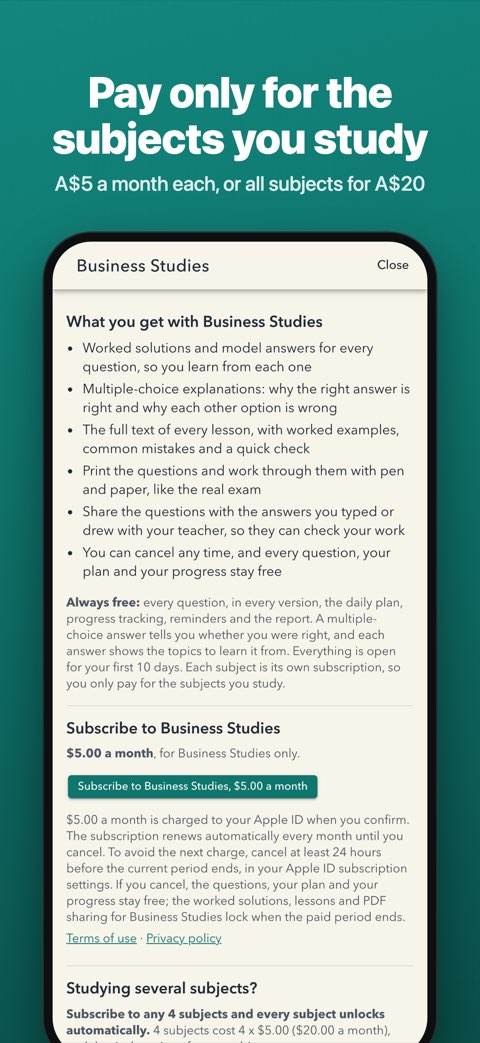 Pay only for the
subjects you study
A$5 a month each, or all subjects for A$20
Business Studies
Close
What you get with Business Studies
• Worked solutions and model answers for every
question, so you learn from each one
• Multiple-choice explanations: why the right answer is
right and why each other option is wrong
• The full text of every lesson, with worked examples,
common mistakes and a quick check
• Print the questions and work through them with pen
and paper, like the real exam
• Share the questions with the answers you typed or
drew with your teacher, so they can check your work
• You can cancel any time, and every question, your
plan and your progress stay free
Always free: every question, in every version, the daily plan,
progress tracking, reminders and the report. A multiple-
choice answer tells you whether you were right, and each
answer shows the topics to learn it from. Everything is open
for your first 10 days. Each subject is its own subscription, so
you only pay for the subjects you study.
Subscribe to Business Studies
$5.00 a month, for Business Studies only.
Subscribe to Business Studies, $5.00 a month
$5.00 a month is charged to your Apple ID when you confirm.
The subscription renews automatically every month until you
cancel. To avoid the next charge, cancel at least 24 hours
before the current period ends, in your Apple ID subscription
settings. If you cancel, the questions, your plan and your
progress stay free; the worked solutions, lessons and PDF
sharing for Business Studies lock when the paid period ends.
Terms of use · Privacy policy
Studying several subjects?
Subscribe to any 4 subjects and every subject unlocks
automatically. 4 subjects cost 4 x $5.00 ($20.00 a month),